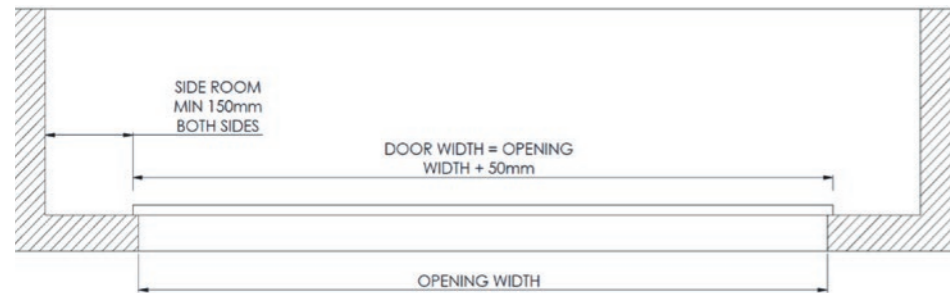 SIDE ROOM
MIN 150mm
BOTH SIDES
DOOR WIDTH = OPENING
WIDTH + 50mm
OPENING WIDTH